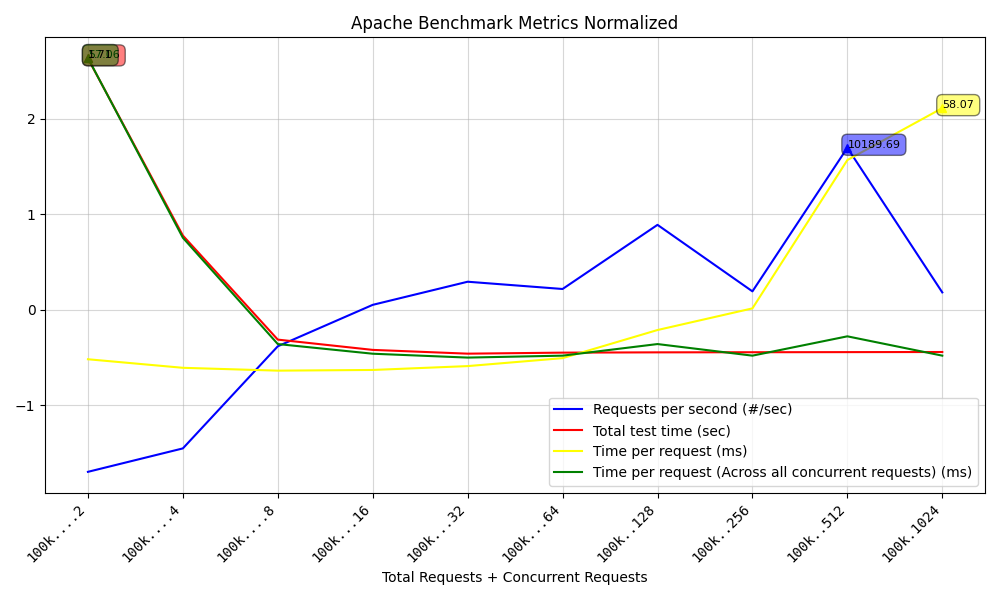 Apache Benchmark Metrics Normalized
1.71
58.07
10189.69
2
1
0
−1
Requests per second (#/sec)
Total test time (sec)
Time per request (ms)
Time per request (Across all concurrent requests) (ms)
100k....2
100k....4
100k....8
100k...16
100k...32
100k...64
100k..128
100k..256
100k..512
100k.1024
Total Requests + Concurrent Requests